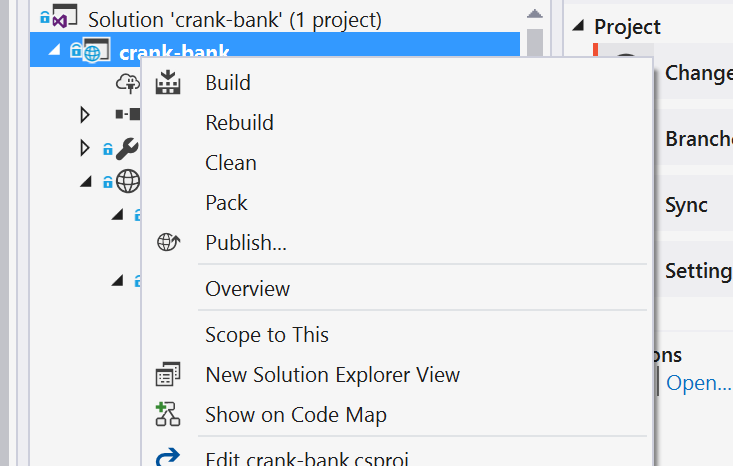 Solution 'crank-bank' (1 project)
crank-bank
Build
Rebuild
Clean
Pack
Publish...
Overview
Scope to This
New Solution Explorer View
Show on Code Map
Edit crank-bank.csproj
Project
Change
Branche
Sync
Setting
ons
Open...